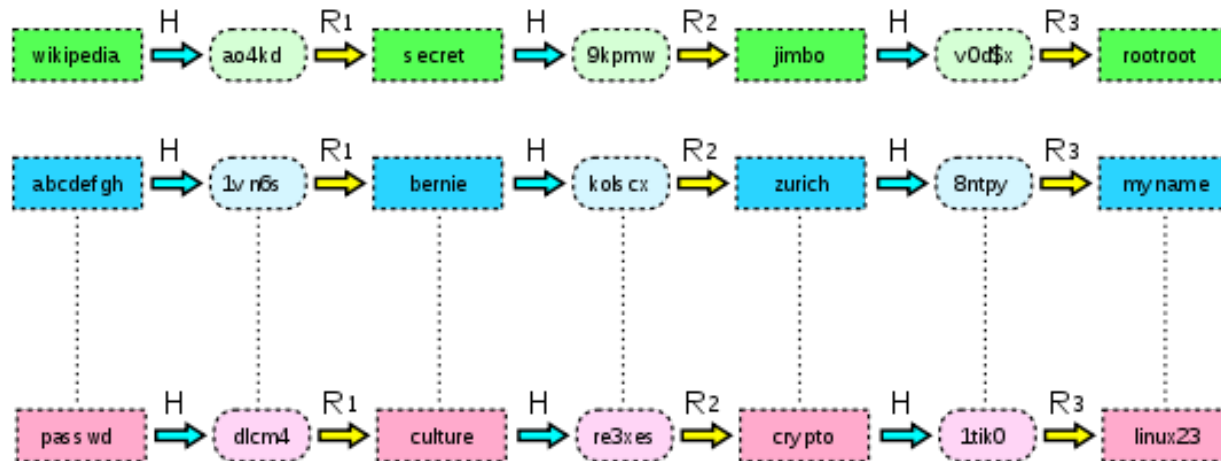 H R1 H R2 H R3
wikipedia ao4kd secret 9kpmw jimbo v0d$x rootroot
H R1 H R2 H R3
abcdefgh 1vn6s bernie kolscx zurich 8ntpy myname
H R1 H R2 H R3
passwd dlcm4 culture re3xes crypto 1tik0 linux23